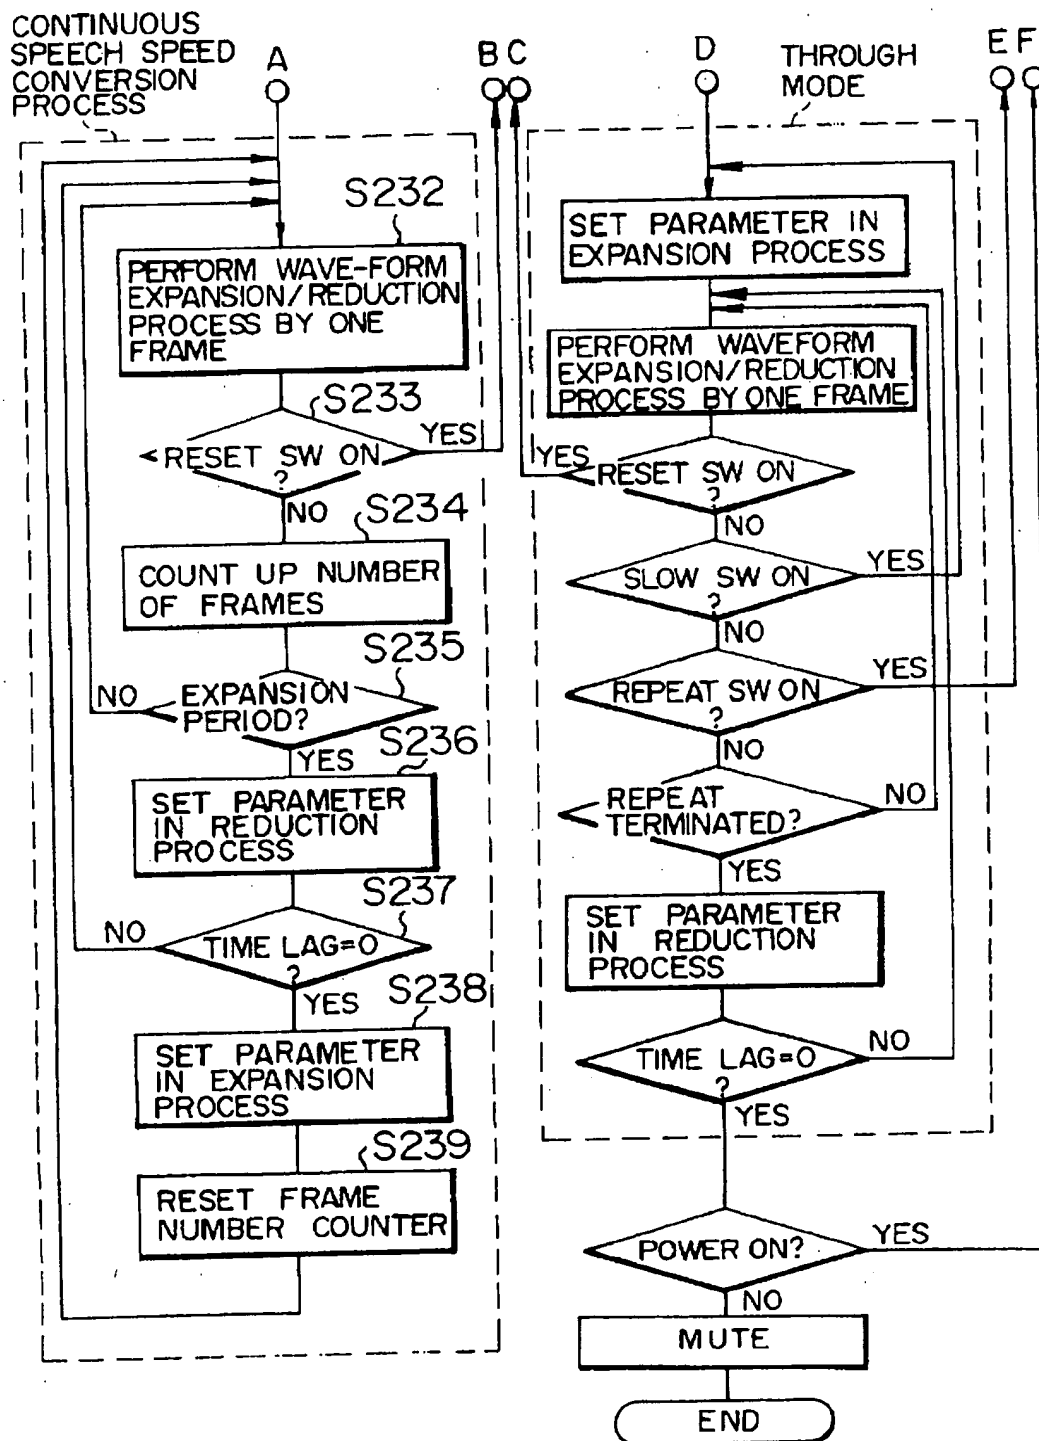 CONTINUOUS
SPEECH SPEED
CONVERSION
PROCESS
A
B C
D
THROUGH
MODE
E F
S232
PERFORM WAVE-FORM
EXPANSION/REDUCTION
PROCESS BY ONE
FRAME
S233
RESET SW ON
?
YES
NO
S234
COUNT UP NUMBER
OF FRAMES
S235
NO
EXPANSION
PERIOD?
YES
S236
SET PARAMETER
IN REDUCTION
PROCESS
S237
NO
TIME LAG=0
?
YES
S238
SET PARAMETER
IN EXPANSION
PROCESS
S239
RESET FRAME
NUMBER COUNTER
SET PARAMETER IN
EXPANSION PROCESS
PERFORM WAVEFORM
EXPANSION/REDUCTION
PROCESS BY ONE FRAME
YES
RESET SW ON
?
NO
SLOW SW ON
?
YES
NO
REPEAT SW ON
?
YES
NO
REPEAT
TERMINATED?
NO
YES
SET PARAMETER
IN REDUCTION
PROCESS
TIME LAG=0
?
NO
YES
POWER ON?
YES
NO
MUTE
END